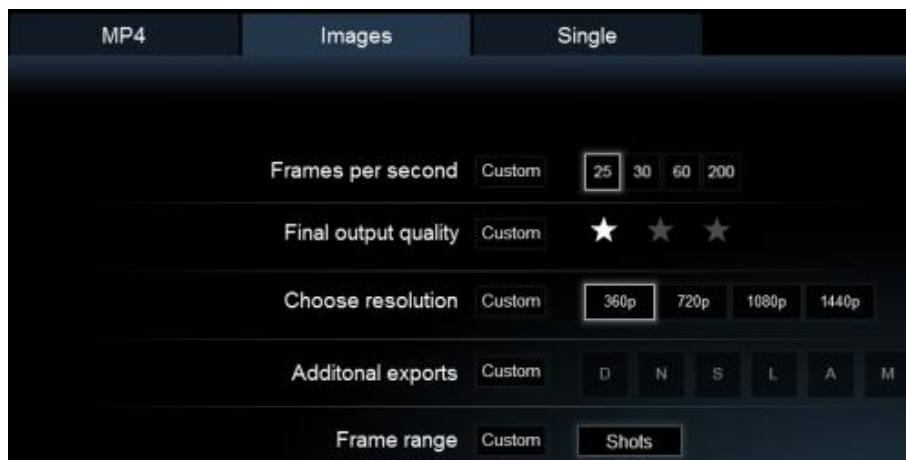 MP4 Images Single
Frames per second Custom 25 30 60 200
Final output quality Custom
Choose resolution Custom 360p 720p 1080p 1440p
Additonal exports Custom D N S L A M
Frame range Custom Shots